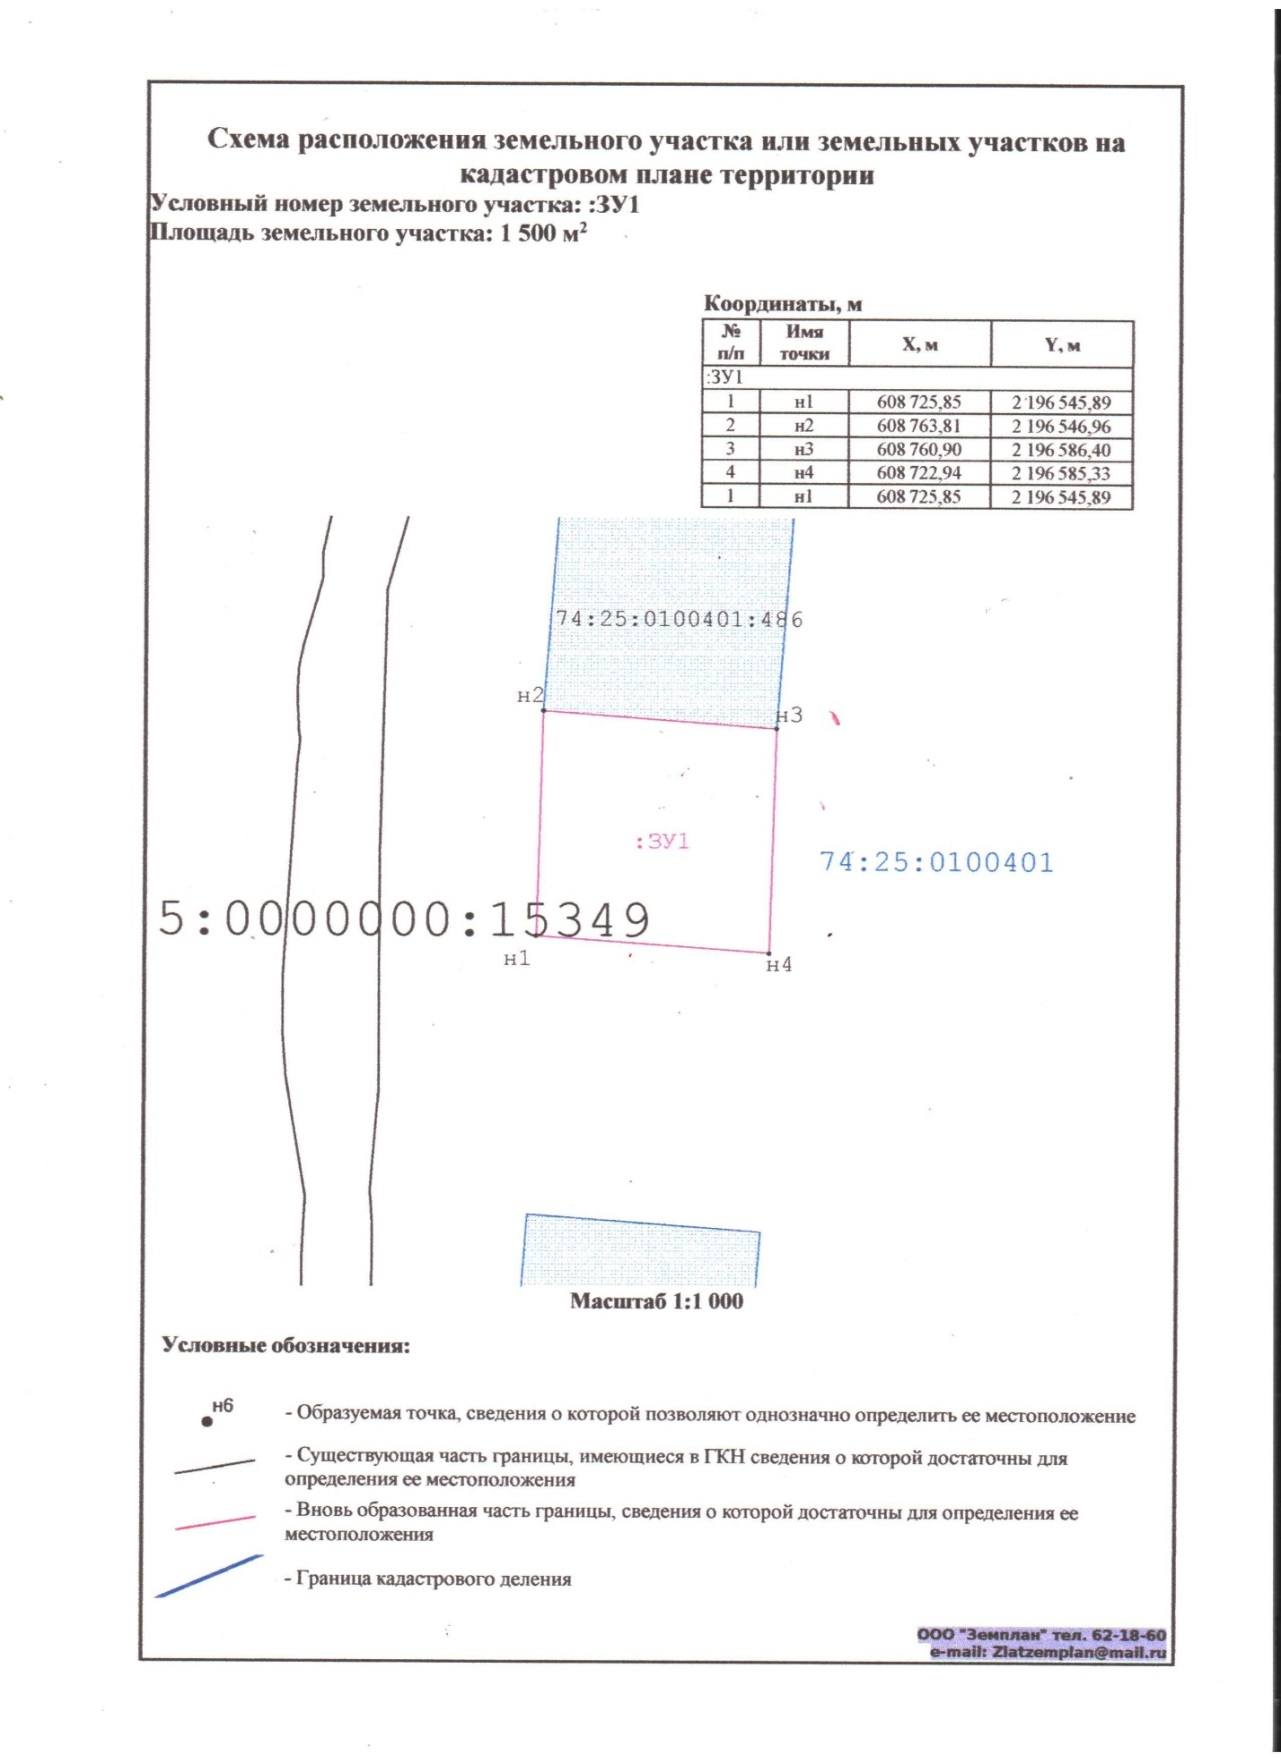 Схема расположения земельного участка или земельных участков на
кадастровом плане территории
Условный номер земельного участка: :ЗУ1
Площадь земельного участка: 1 500 м²
Координаты, м
№ п/п Имя точки X, м Y, м
:ЗУ1
1 н1 608 725,85 2 196 545,89
2 н2 608 763,81 2 196 546,96
3 н3 608 760,90 2 196 586,40
4 н4 608 722,94 2 196 585,33
1 н1 608 725,85 2 196 545,89
74:25:0100401:486
н2
н3
:ЗУ1
74:25:0100401
5:0000000:15349
н1
н4
Масштаб 1:1 000
Условные обозначения:
н6
- Образуемая точка, сведения о которой позволяют однозначно определить ее местоположение
- Существующая часть границы, имеющиеся в ГКН сведения о которой достаточны для
определения ее местоположения
- Вновь образованная часть границы, сведения о которой достаточны для определения ее
местоположения
- Граница кадастрового деления
ООО "Земплан" тел. 62-18-60
e-mail: Zlatzemplan@mail.ru